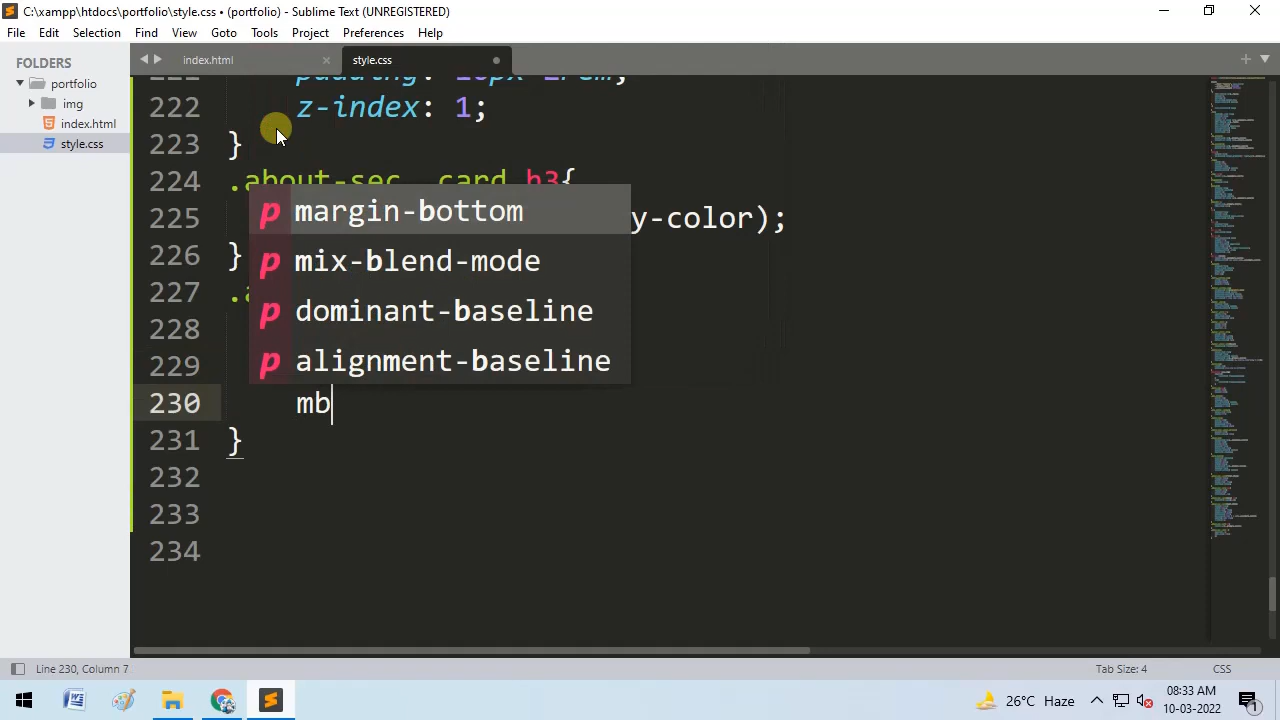 C:\xampp\htdocs\portfolio\style.css • (portfolio) - Sublime Text (UNREGISTERED)
File Edit Selection Find View Goto Tools Project Preferences Help
FOLDERS
portfolio
img
index.html
style.css
index.html
style.css
222 z-index: 1;
223 }
224 .about-sec .card h3{
225 y-color);
226 }
227 .a
228
229
230 mb
231 }
232
233
234
p margin-bottom
p mix-blend-mode
p dominant-baseline
p alignment-baseline
Line 230, Column 7
Tab Size: 4
CSS
26°C Haze
08:33 AM
10-03-2022
1